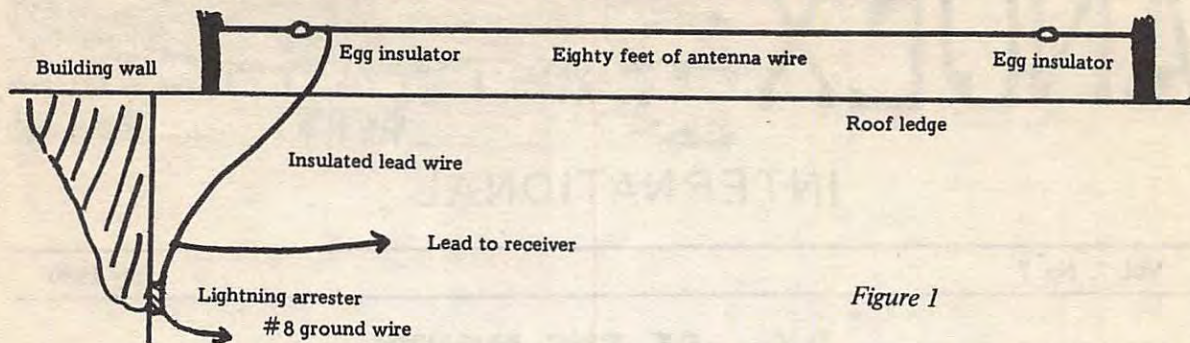 Egg insulator
Eighty feet of antenna wire
Egg insulator
Building wall
Roof ledge
Insulated lead wire
Lead to receiver
Lightning arrester
#8 ground wire
Figure 1
INTERNATIONAL